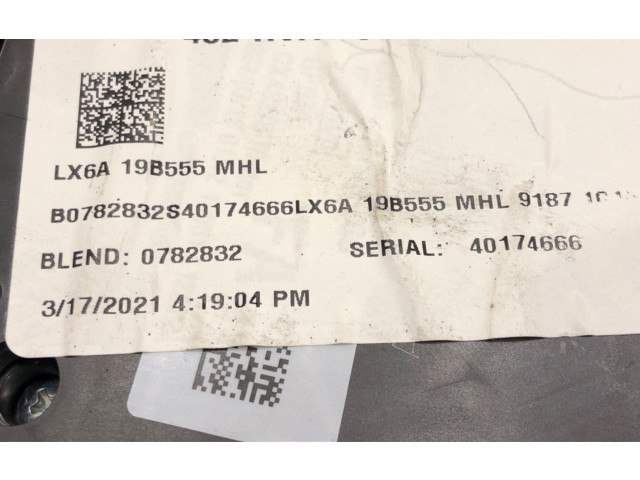 LX6A 19B555 MHL
B0782832S40174666LX6A 19B555 MHL 9187
BLEND: 0782832 SERIAL: 40174666
3/17/2021 4:19:04 PM